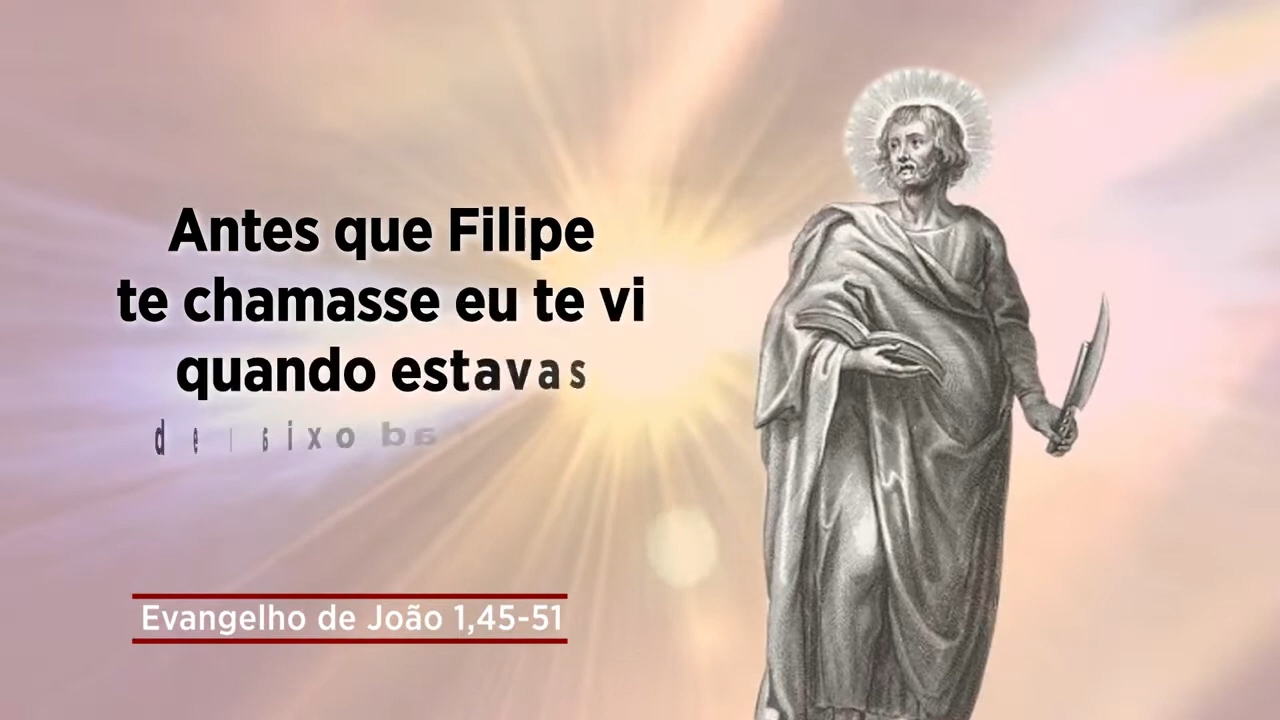 Antes que Filipe
te chamasse eu te vi
quando estavas
Evangelho de João 1,45-51